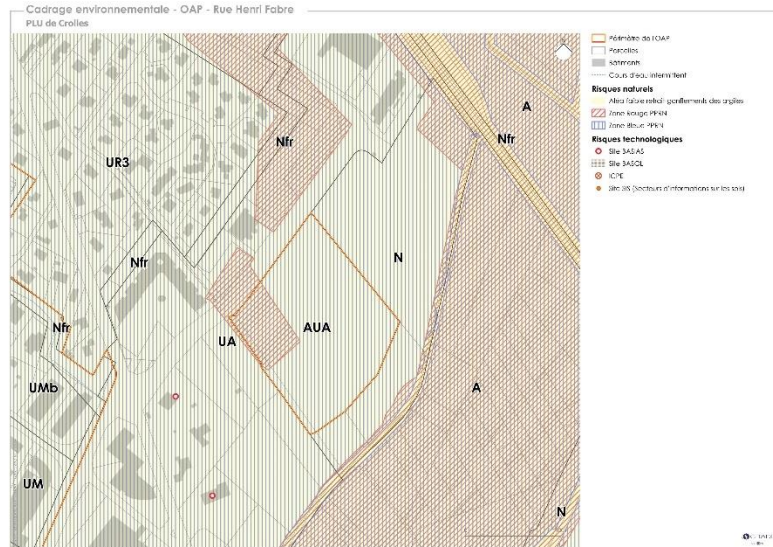 Cadrage environnementale - OAP - Rue Henri Fabre
PLU de Crolles
Périmètre de l'OAP
Parcelles
Bâtiments
Cours d'eau intermittent
Risques naturels
Aléa faible retrait gonflements des argiles
Zone Rouge PPRN
Zone Bleue PPRN
Risques technologiques
Site BASIAS
Site BASOL
ICPE
Site SIS (Secteurs d'informations sur les sols)
A
Nfr
Nfr
UR3
N
Nfr
Nfr
UA
AUA
UMb
A
UM
N